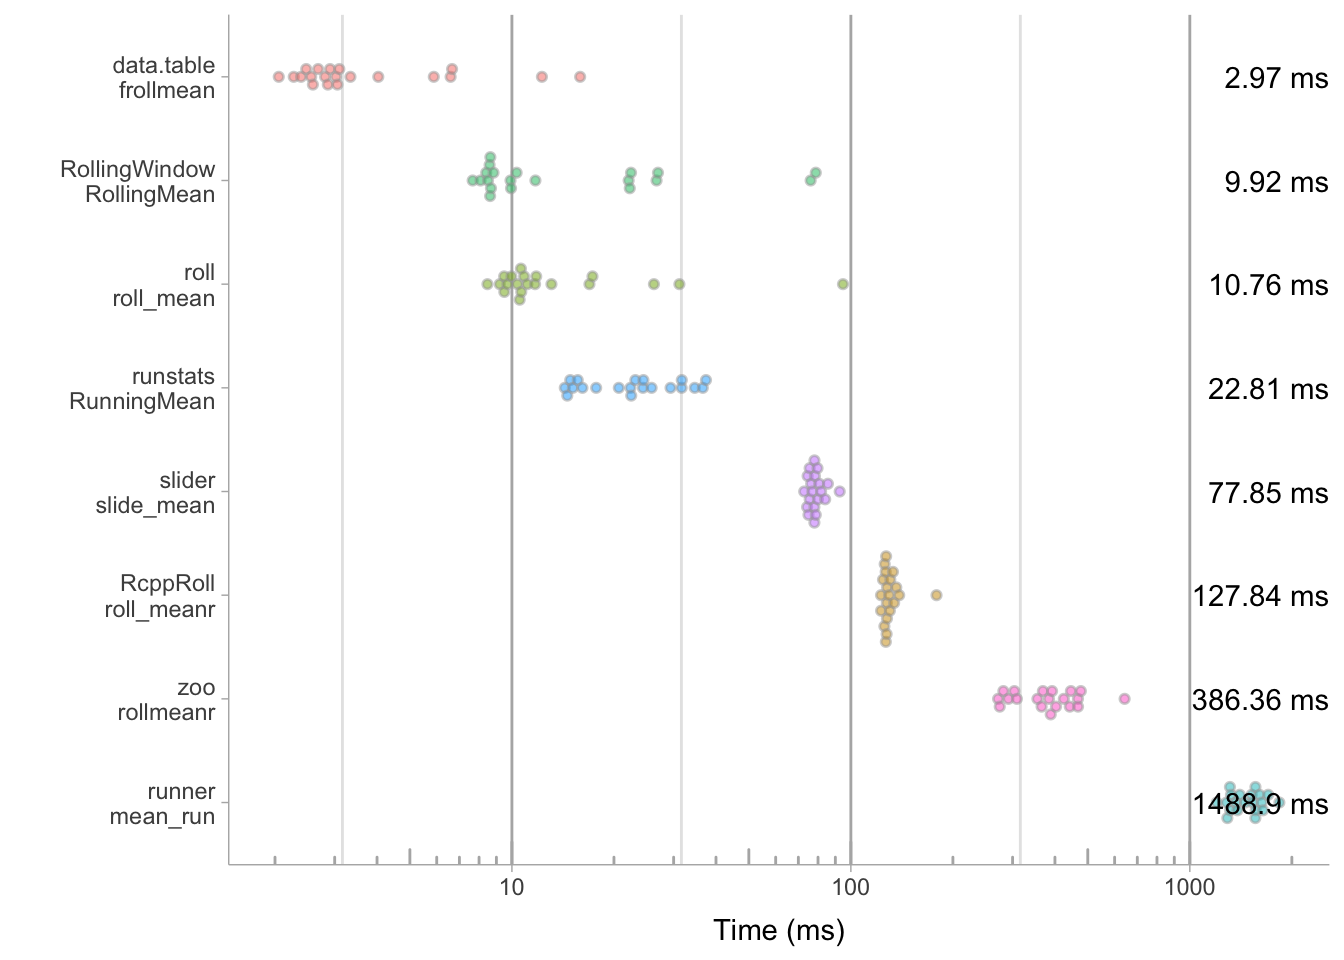 data.table
frollmean
2.97 ms
RollingWindow
RollingMean
9.92 ms
roll
roll_mean
10.76 ms
runstats
RunningMean
22.81 ms
slider
slide_mean
77.85 ms
RcppRoll
roll_meanr
127.84 ms
zoo
rollmeanr
386.36 ms
runner
mean_run
1488.9 ms
10 100 1000
Time (ms)